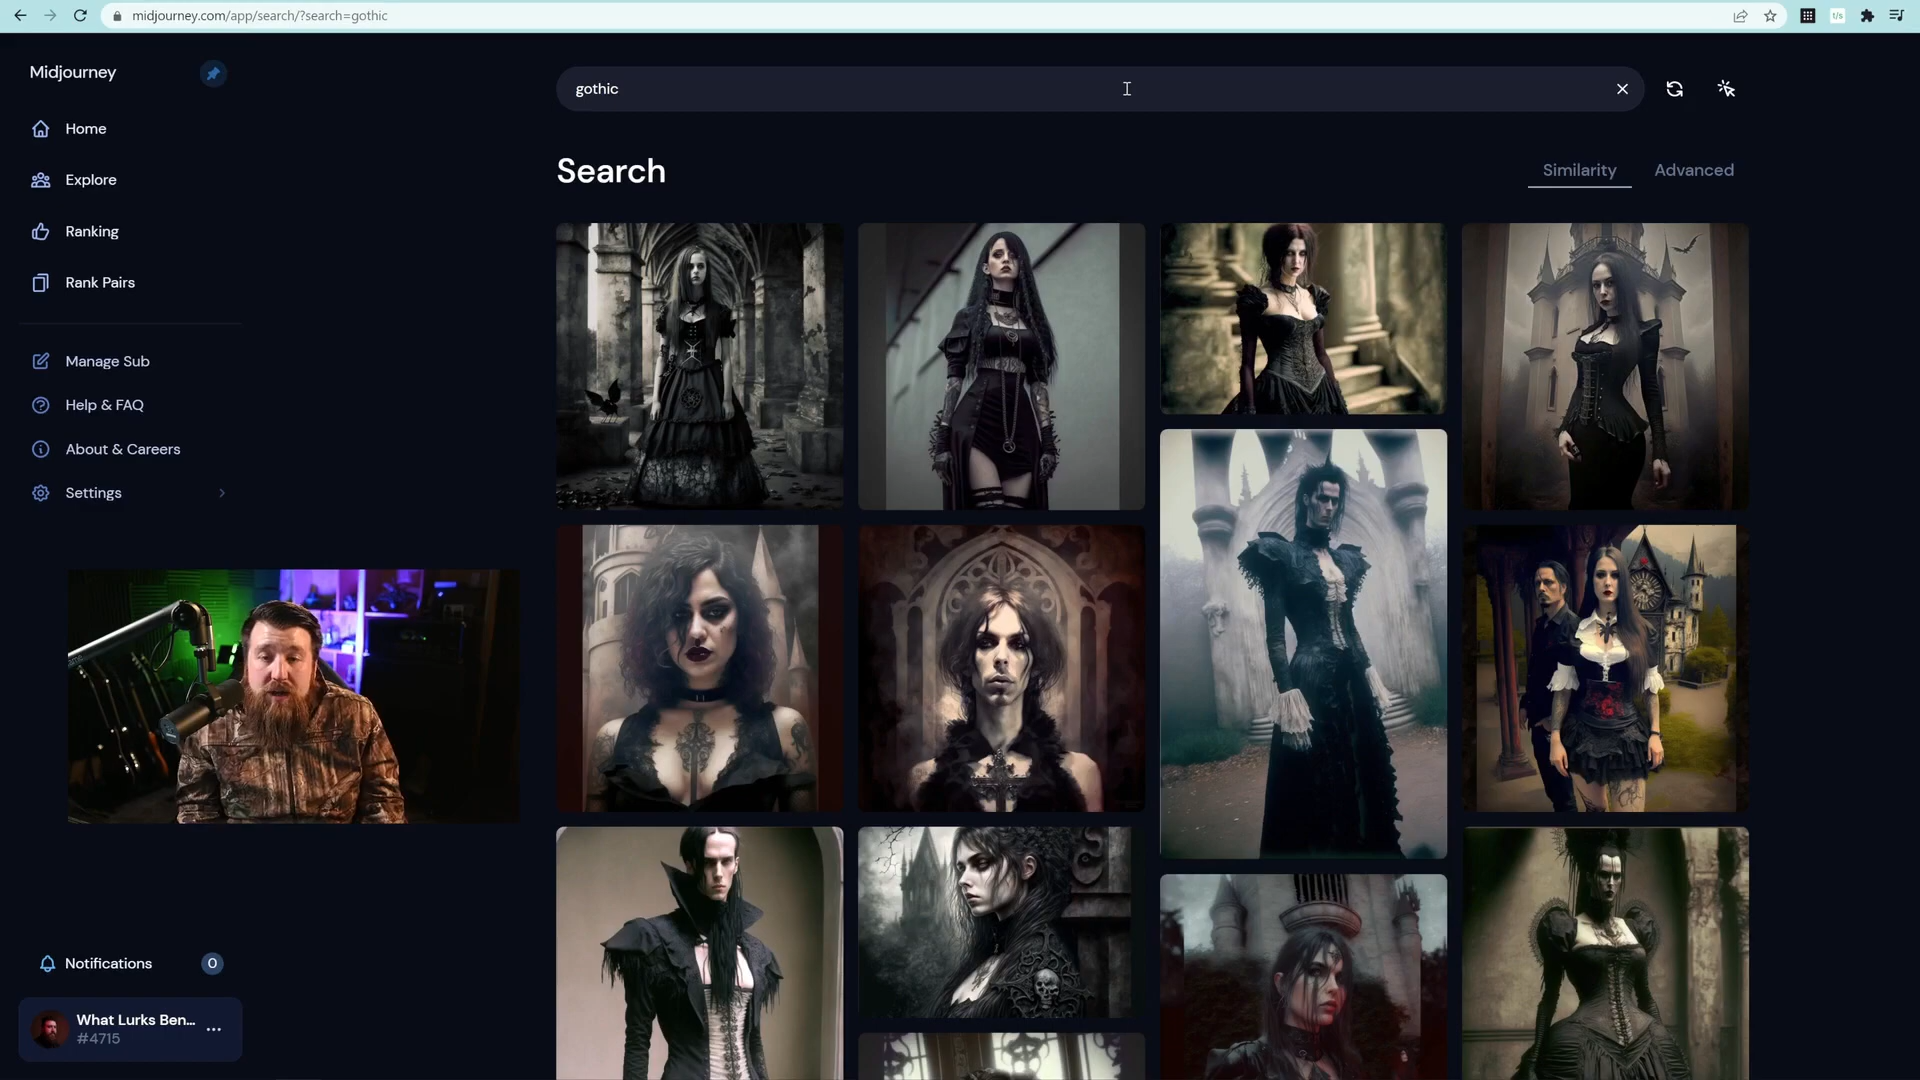 midjourney.com/app/search/?search=gothic
t/s
Midjourney
gothic
Home
Explore
Ranking
Rank Pairs
Search
Similarity
Advanced
Manage Sub
Help & FAQ
About & Careers
Settings
Notifications
0
What Lurks Ben...
#4715